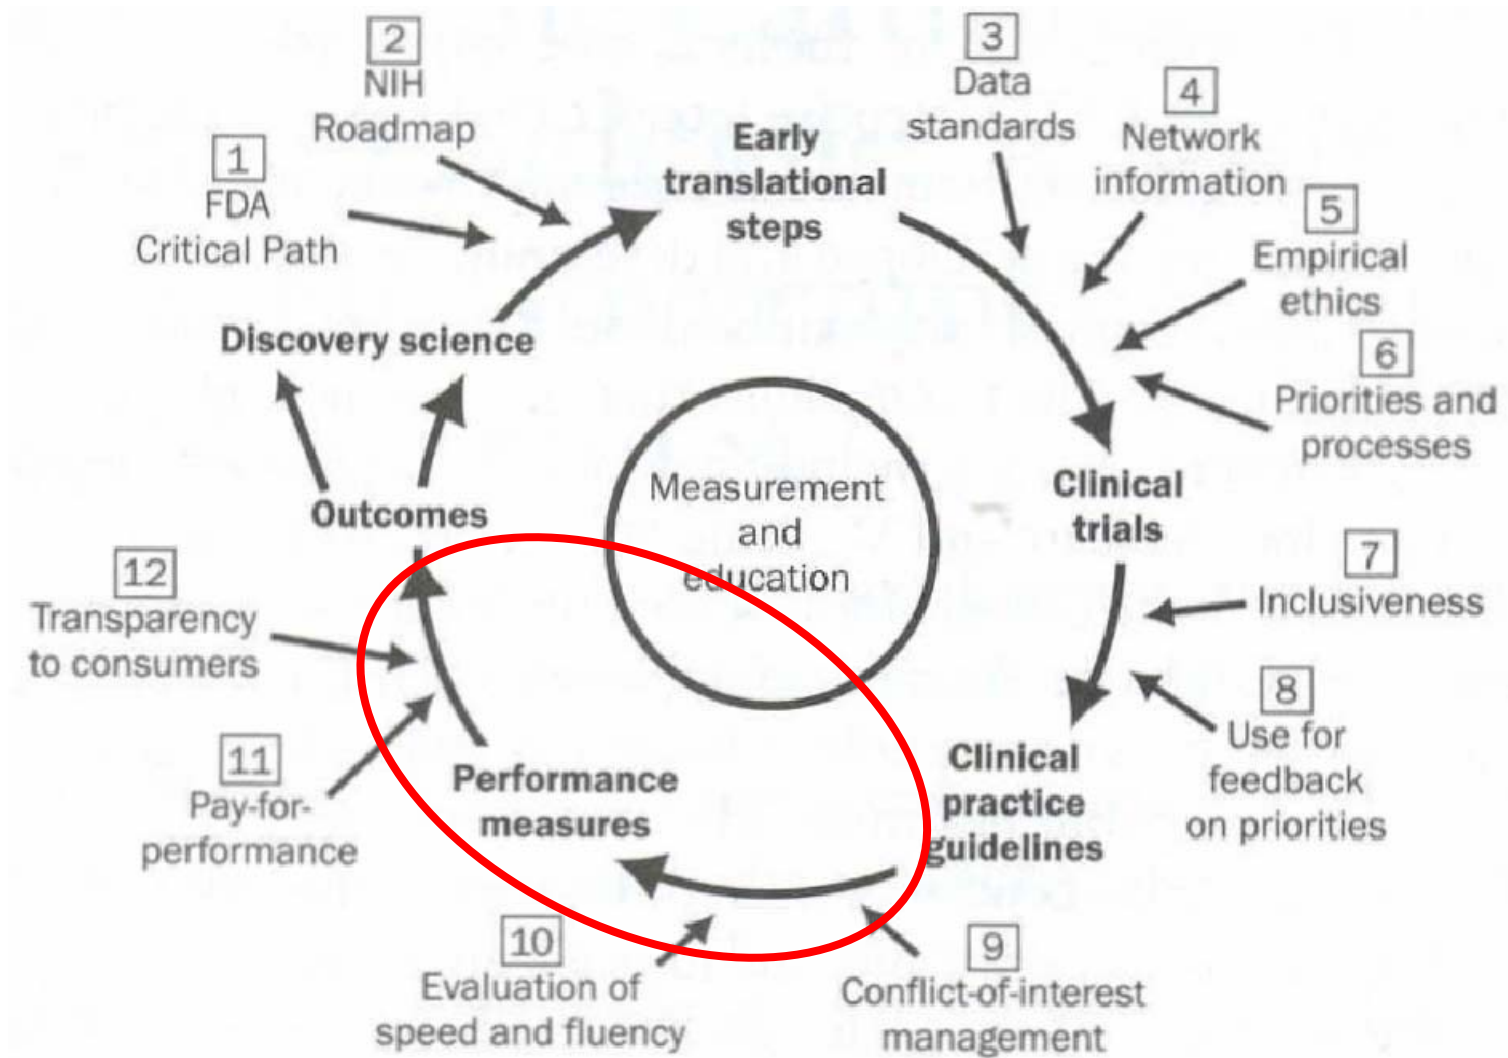 1
FDA
Critical Path
2
NIH
Roadmap
Early
translational
steps
3
Data
standards
4
Network
information
5
Empirical
ethics
6
Priorities and
processes
Discovery science
Measurement
and
education
Clinical
trials
Outcomes
7
Inclusiveness
8
Use for
feedback
on priorities
12
Transparency
to consumers
11
Pay-for-
performance
Performance
measures
Clinical
practice
guidelines
10
Evaluation of
speed and fluency
9
Conflict-of-interest
management